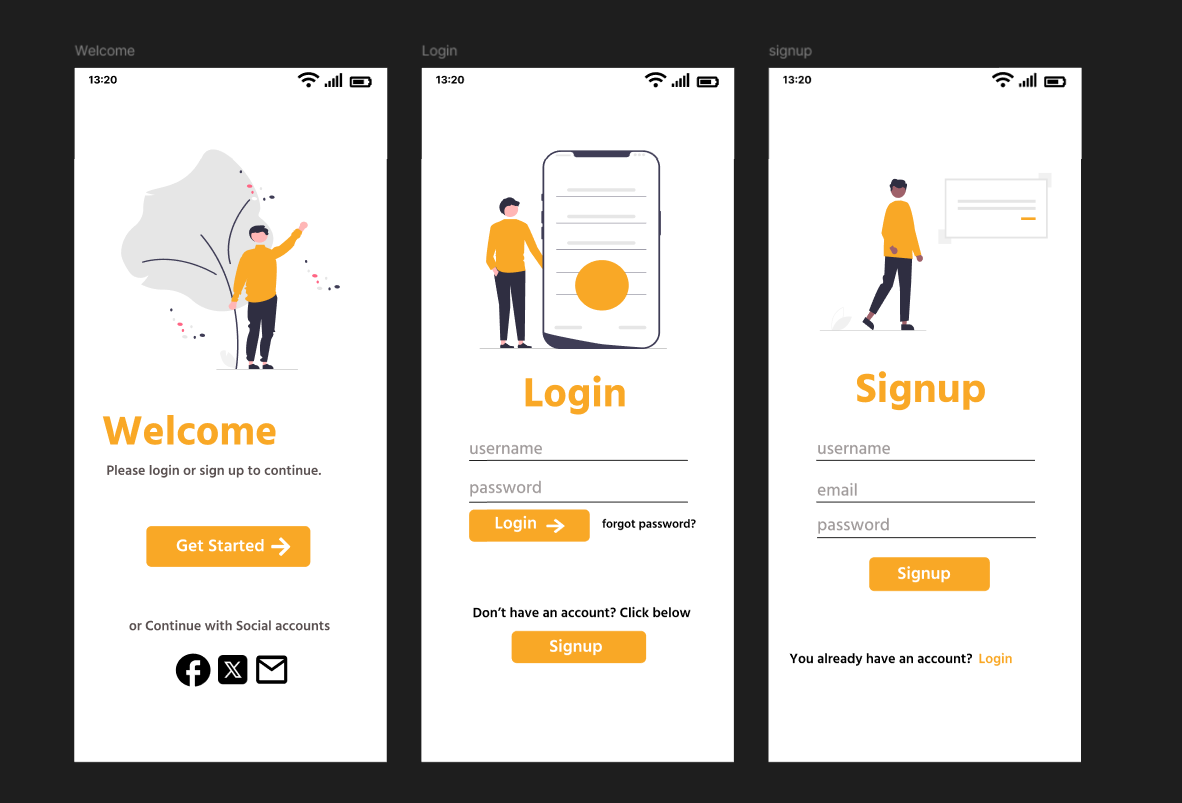 Welcome
13:20
Welcome
Please login or sign up to continue.
Get Started
or Continue with Social accounts
Login
13:20
Login
username
password
Login
forgot password?
Don’t have an account? Click below
Signup
signup
13:20
Signup
username
email
password
Signup
You already have an account? Login